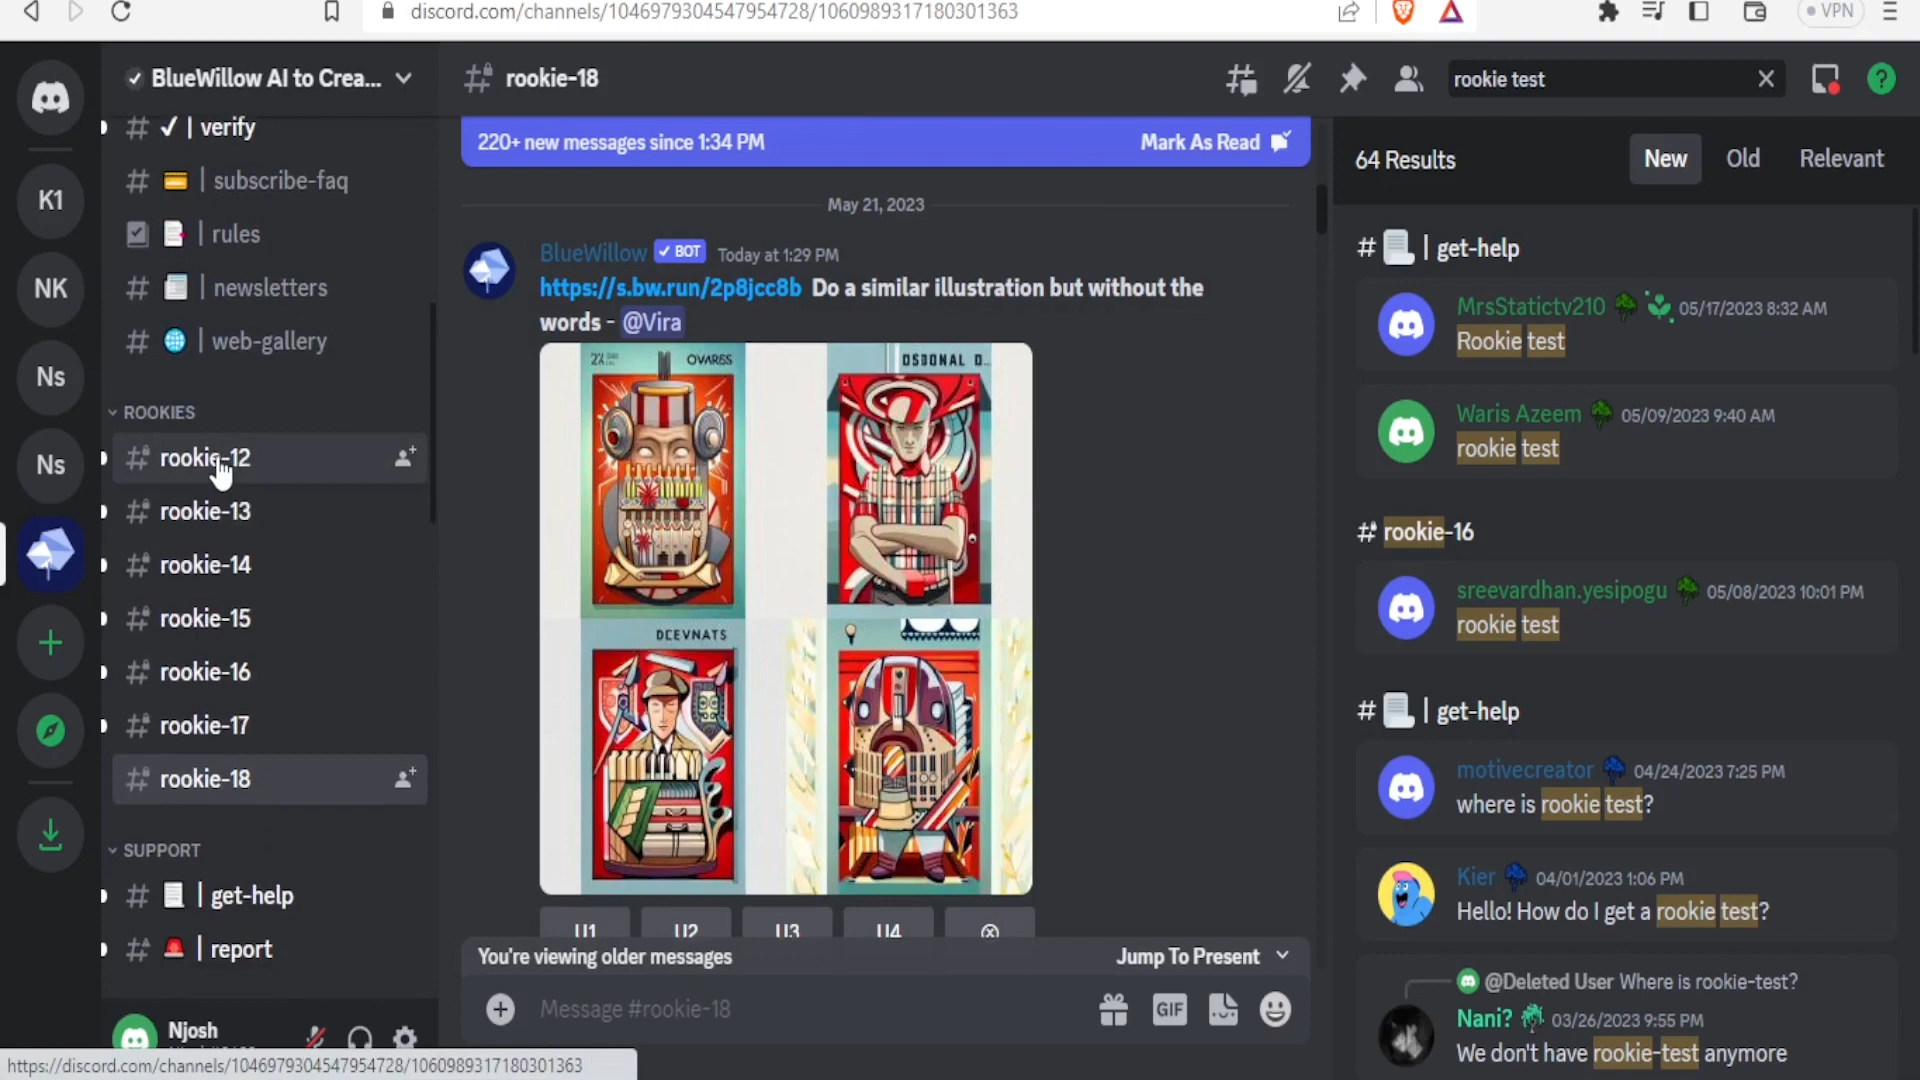 discord.com/channels/1046979304547954728/1060989317180301363
VPN
K1
NK
Ns
Ns
BlueWillow AI to Crea...
verify
subscribe-faq
rules
newsletters
web-gallery
ROOKIES
rookie-12
rookie-13
rookie-14
rookie-15
rookie-16
rookie-17
rookie-18
SUPPORT
get-help
report
Njosh
https://discord.com/channels/1046979304547954728/1060989317180301363
rookie-18
220+ new messages since 1:34 PM
Mark As Read
May 21, 2023
BlueWillow BOT Today at 1:29 PM
https://s.bw.run/2p8jcc8b Do a similar illustration but without the
words - @Vira
OVARSS
OSDONAL D..
DCEVNATS
U1 U2 U3 U4
You're viewing older messages
Jump To Present
Message #rookie-18
GIF
rookie test
64 Results
New Old Relevant
# | get-help
MrsStatictv210 05/17/2023 8:32 AM
Rookie test
Waris Azeem 05/09/2023 9:40 AM
rookie test
rookie-16
sreevardhan.yesipogu 05/08/2023 10:01 PM
rookie test
# | get-help
motivecreator 04/24/2023 7:25 PM
where is rookie test?
Kier 04/01/2023 1:06 PM
Hello! How do I get a rookie test?
@Deleted User Where is rookie-test?
Nani? 03/26/2023 9:55 PM
We don't have rookie-test anymore